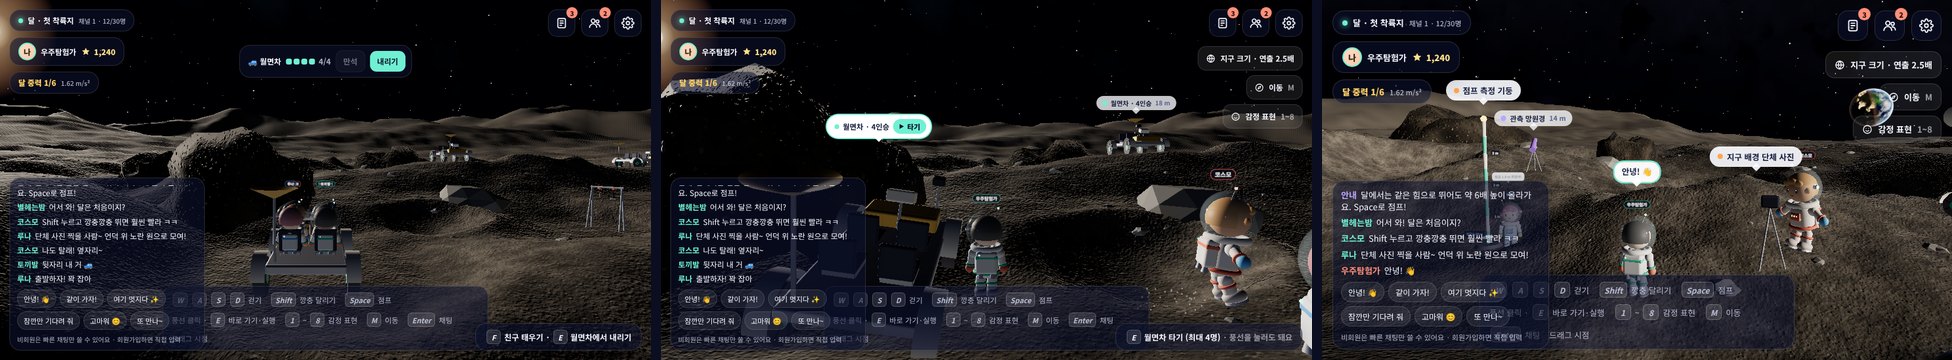 달 · 첫 착륙지 채널 1 · 12/30명
3
2
나 우주탐험가 ★ 1,240
월면차 4/4 만석 내리기
달 중력 1/6 1.62 m/s²
요. Space로 점프!
별헤는밤 어서 와! 달은 처음이지?
코스모 Shift 누르고 깡충깡충 뛰면 훨씬 빨라 ㅋㅋ
루나 단체 사진 찍을 사람~ 언덕 위 노란 원으로 모여!
코스모 나도 탈래! 옆자리~
토끼발 뒷자리 내 거 🚙
루나 출발하자! 꽉 잡아
안녕! 👋 같이 가자! 여기 멋지다 ✨
잠깐만 기다려 줘 고마워 😊 또 만나~
비회원은 빠른 채팅만 쓸 수 있어요 · 회원가입하면 직접 입력
W A S D 걷기 Shift 깡충 달리기 Space 점프
E 바로 가기·실행 1 ~ 8 감정 표현 M 이동 Enter 채팅
F 친구 태우기 · E 월면차에서 내리기
달 · 첫 착륙지 채널 1 · 12/30명
3
2
나 우주탐험가 ★ 1,240
지구 크기 · 연출 2.5배
달 중력 1/6 1.62 m/s²
이동 M
월면차 · 4인승 18 m
감정 표현 1~8
월면차 · 4인승 ▶ 타기
코스모
우주탐험가
요. Space로 점프!
별헤는밤 어서 와! 달은 처음이지?
코스모 Shift 누르고 깡충깡충 뛰면 훨씬 빨라 ㅋㅋ
루나 단체 사진 찍을 사람~ 언덕 위 노란 원으로 모여!
코스모 나도 탈래! 옆자리~
토끼발 뒷자리 내 거 🚙
루나 출발하자! 꽉 잡아
안녕! 👋 같이 가자! 여기 멋지다 ✨
잠깐만 기다려 줘 고마워 😊 또 만나~
비회원은 빠른 채팅만 쓸 수 있어요 · 회원가입하면 직접 입력
W A S D 걷기 Shift 깡충 달리기 Space 점프
풍선 클릭 · E 바로 가기·실행 1 ~ 8 감정 표현 M 이동 Enter 채팅
E 월면차 타기 (최대 4명) · 풍선을 눌러도 돼요
달 · 첫 착륙지 채널 1 · 12/30명
3
2
나 우주탐험가 ★ 1,240
지구 크기 · 연출 2.5배
달 중력 1/6 1.62 m/s²
점프 측정 기둥
이동 M
관측 망원경 14 m
감정 표현 1~8
지구 배경 단체 사진
안녕! 👋
우주탐험가
안내 달에서는 같은 힘으로 뛰어도 약 6배 높이 올라가
요. Space로 점프!
별헤는밤 어서 와! 달은 처음이지?
코스모 Shift 누르고 깡충깡충 뛰면 훨씬 빨라 ㅋㅋ
루나 단체 사진 찍을 사람~ 언덕 위 노란 원으로 모여!
우주탐험가 안녕! 👋
안녕! 👋 같이 가자! 여기 멋지다 ✨
잠깐만 기다려 줘 고마워 😊 또 만나~
비회원은 빠른 채팅만 쓸 수 있어요 · 회원가입하면 직접 입력
W A S D 걷기 Shift 깡충 달리기 Space 점프
E 바로 가기·실행 1 ~ 8 감정 표현 M 이동
채팅 드래그 시점